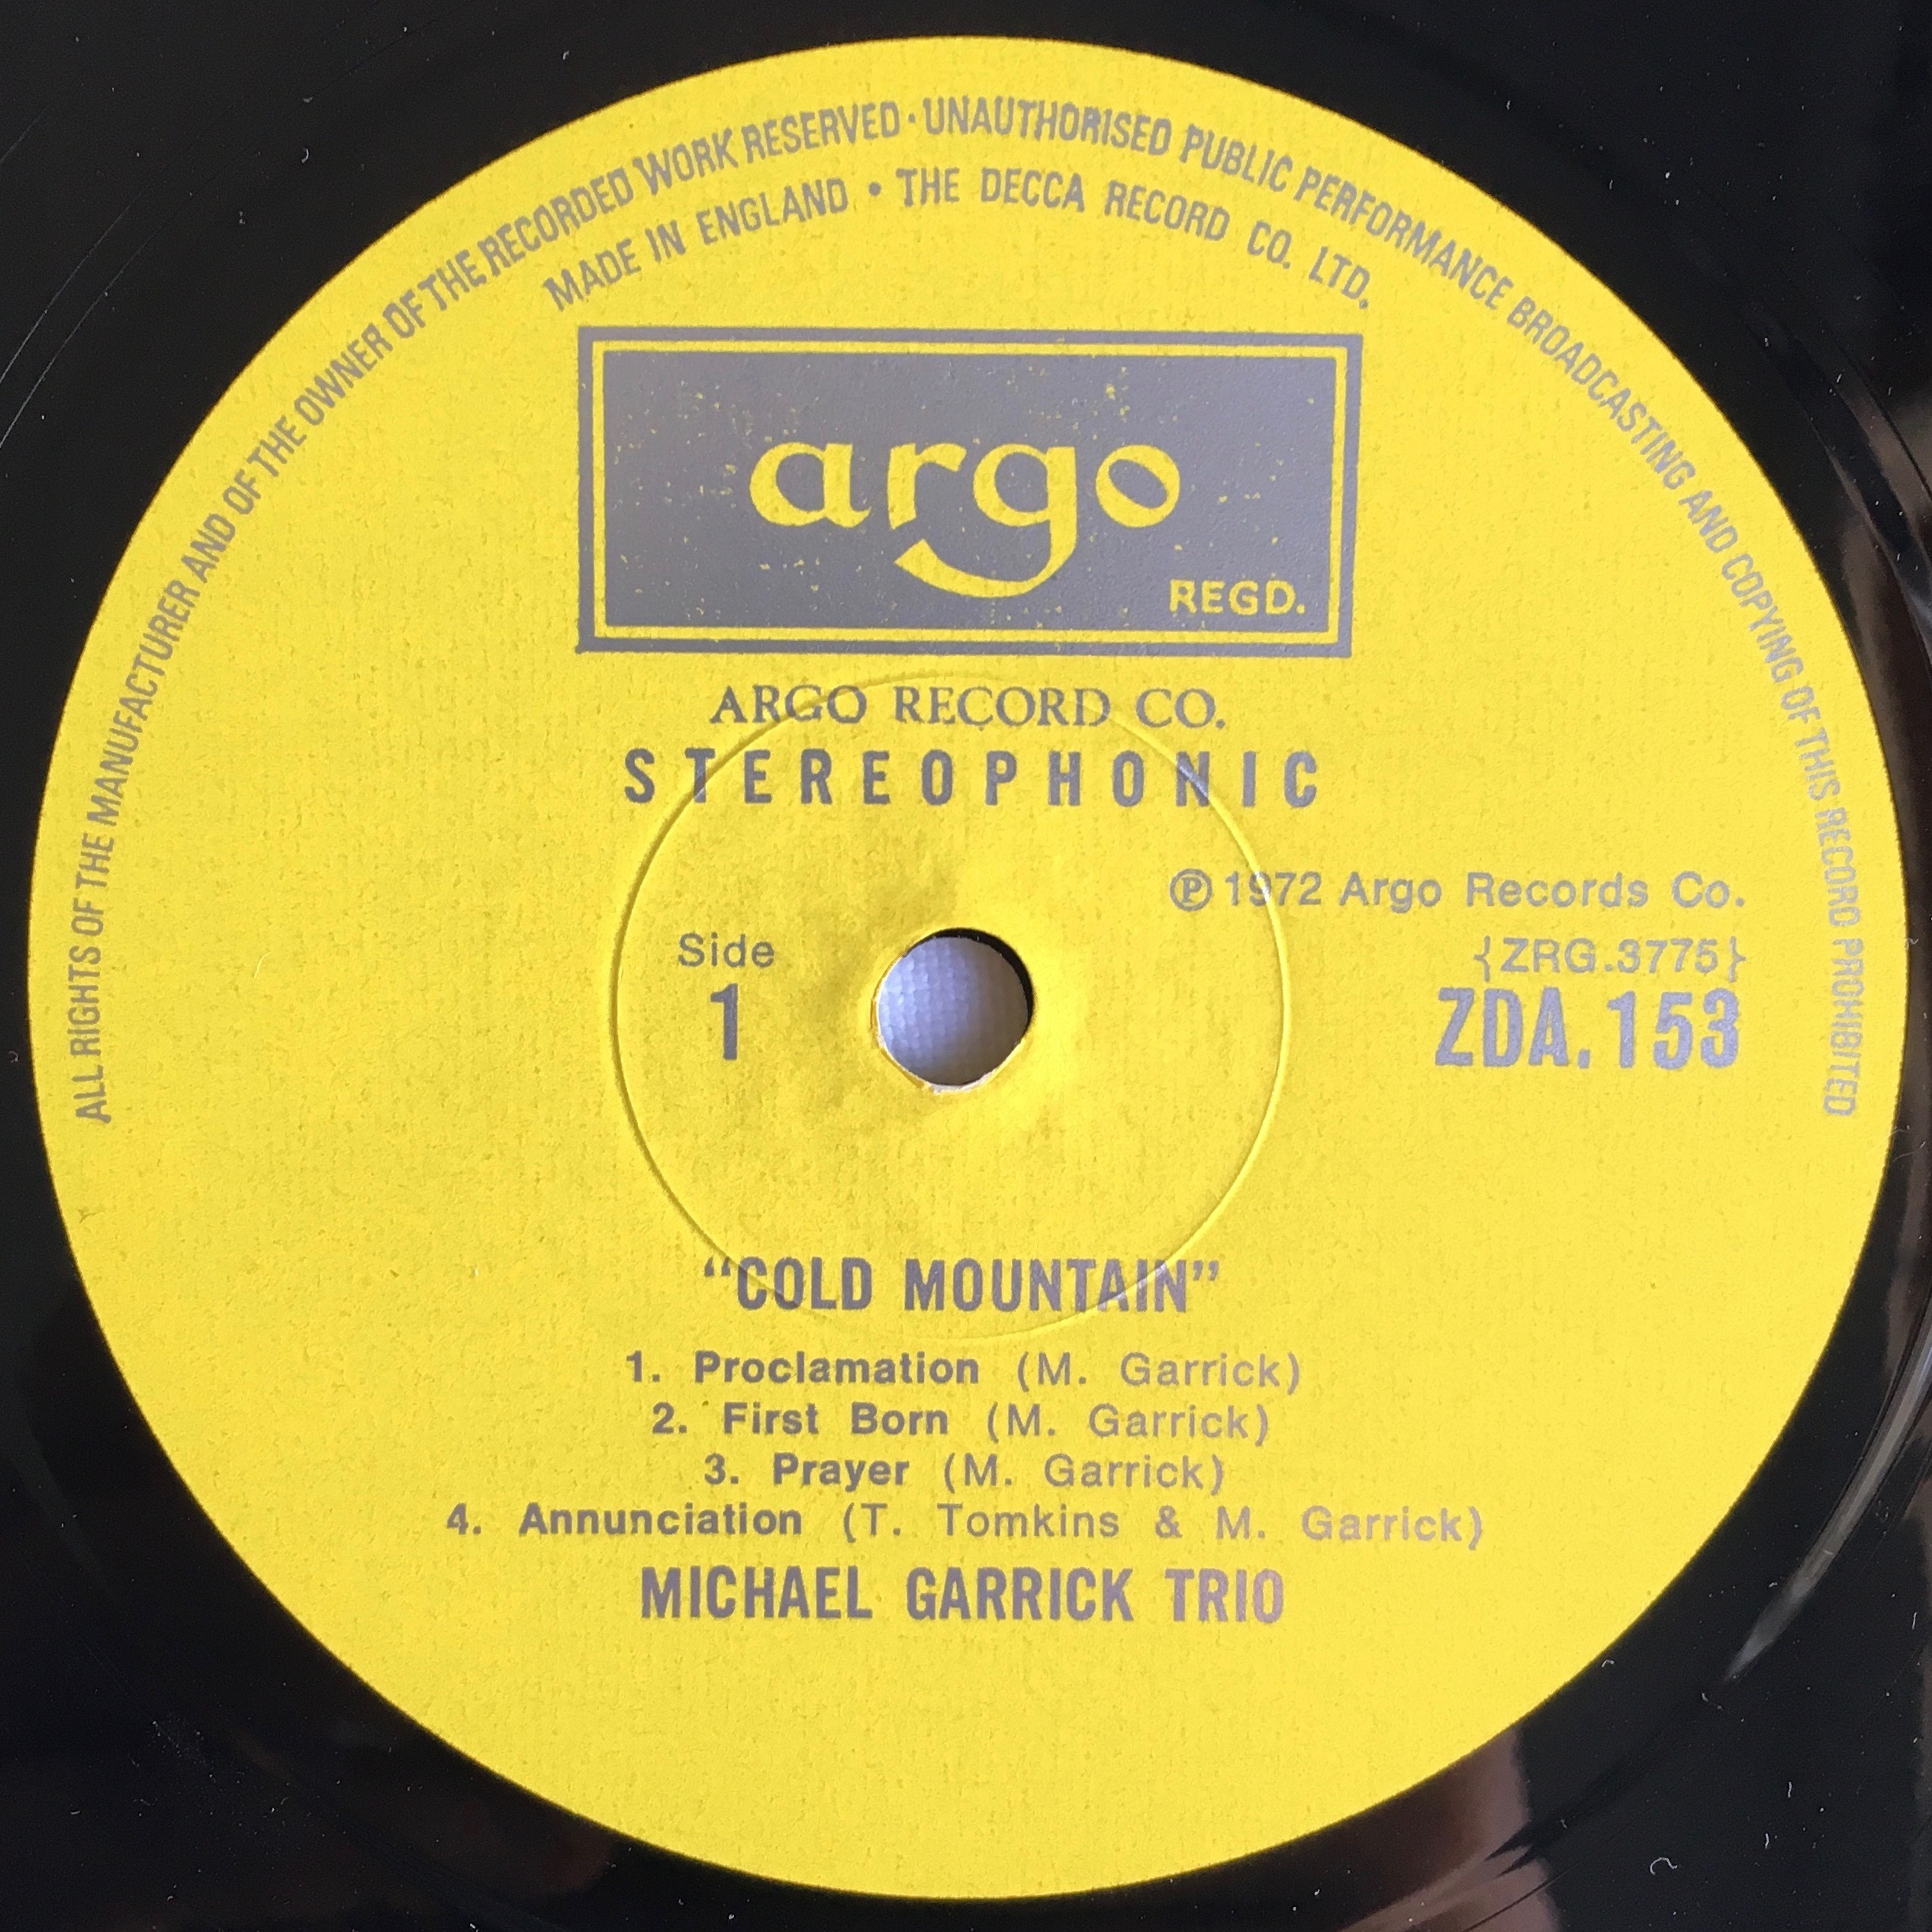 ALL RIGHTS OF THE MANUFACTURER AND OF THE OWNER OF THE RECORDED WORK RESERVED · UNAUTHORISED PUBLIC PERFORMANCE BROADCASTING AND COPYING OF THIS RECORD PROHIBITED
MADE IN ENGLAND • THE DECCA RECORD CO. LTD.
argo
REGD.
ARGO RECORD CO.
STEREOPHONIC
℗ 1972 Argo Records Co.
Side
1
{ZRG.3775}
ZDA.153
“COLD MOUNTAIN”
1. Proclamation (M. Garrick)
2. First Born (M. Garrick)
3. Prayer (M. Garrick)
4. Annunciation (T. Tomkins & M. Garrick)
MICHAEL GARRICK TRIO